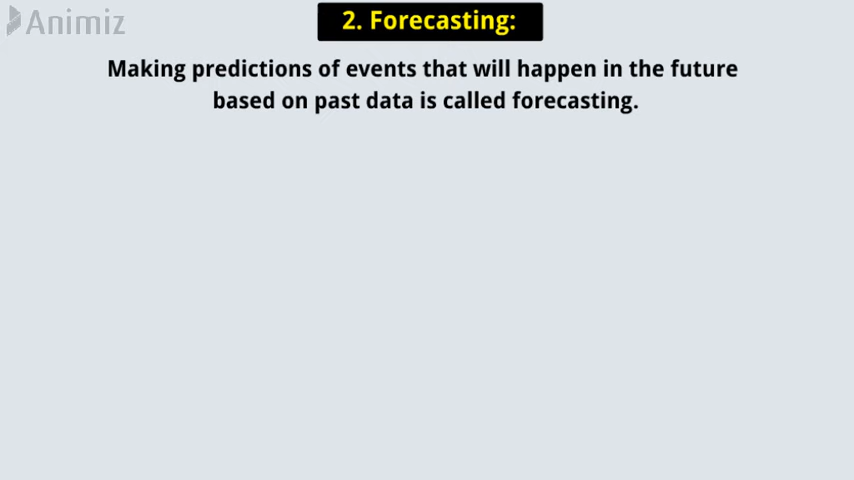 Animiz
2. Forecasting:
Making predictions of events that will happen in the future
based on past data is called forecasting.